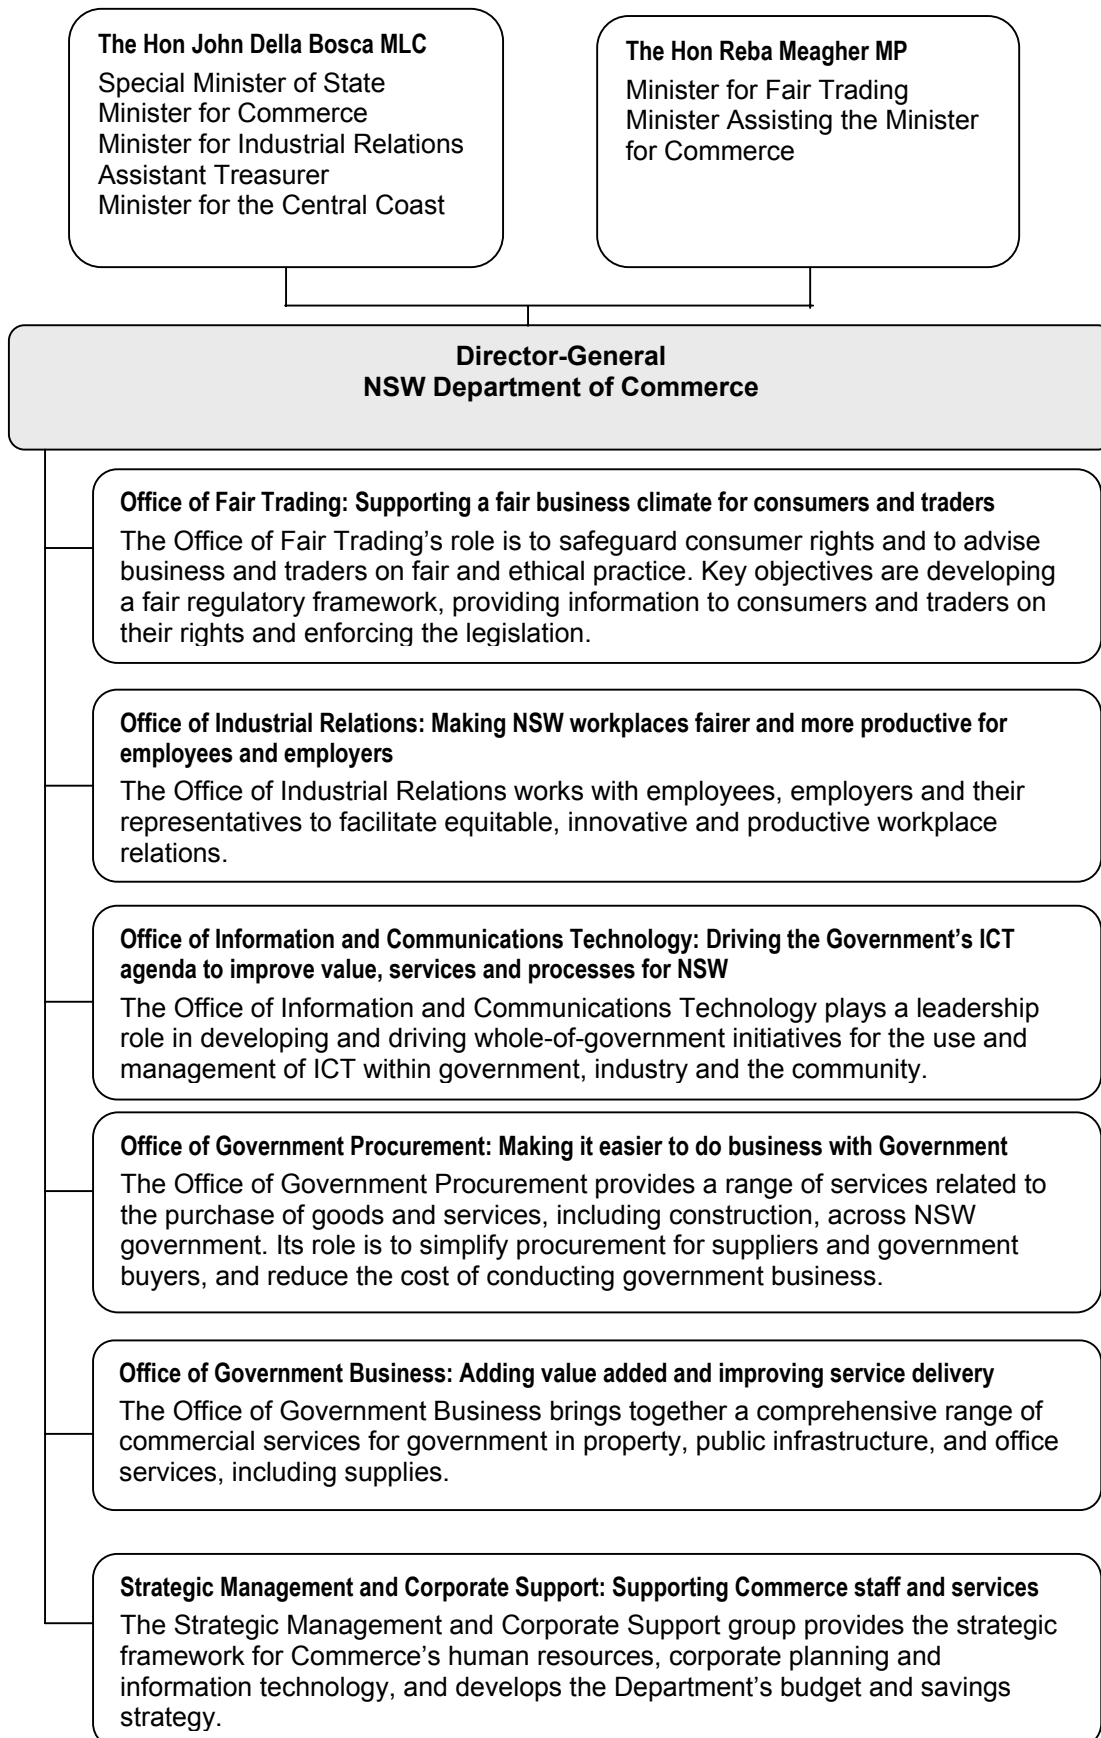 The Hon John Della Bosca MLC
Special Minister of State
Minister for Commerce
Minister for Industrial Relations
Assistant Treasurer
Minister for the Central Coast
The Hon Reba Meagher MP
Minister for Fair Trading
Minister Assisting the Minister
for Commerce
Director-General
NSW Department of Commerce
Office of Fair Trading: Supporting a fair business climate for consumers and traders
The Office of Fair Trading’s role is to safeguard consumer rights and to advise
business and traders on fair and ethical practice. Key objectives are developing
a fair regulatory framework, providing information to consumers and traders on
their rights and enforcing the legislation.
Office of Industrial Relations: Making NSW workplaces fairer and more productive for
employees and employers
The Office of Industrial Relations works with employees, employers and their
representatives to facilitate equitable, innovative and productive workplace
relations.
Office of Information and Communications Technology: Driving the Government’s ICT
agenda to improve value, services and processes for NSW
The Office of Information and Communications Technology plays a leadership
role in developing and driving whole-of-government initiatives for the use and
management of ICT within government, industry and the community.
Office of Government Procurement: Making it easier to do business with Government
The Office of Government Procurement provides a range of services related to
the purchase of goods and services, including construction, across NSW
government. Its role is to simplify procurement for suppliers and government
buyers, and reduce the cost of conducting government business.
Office of Government Business: Adding value added and improving service delivery
The Office of Government Business brings together a comprehensive range of
commercial services for government in property, public infrastructure, and office
services, including supplies.
Strategic Management and Corporate Support: Supporting Commerce staff and services
The Strategic Management and Corporate Support group provides the strategic
framework for Commerce’s human resources, corporate planning and
information technology, and develops the Department’s budget and savings
strategy.